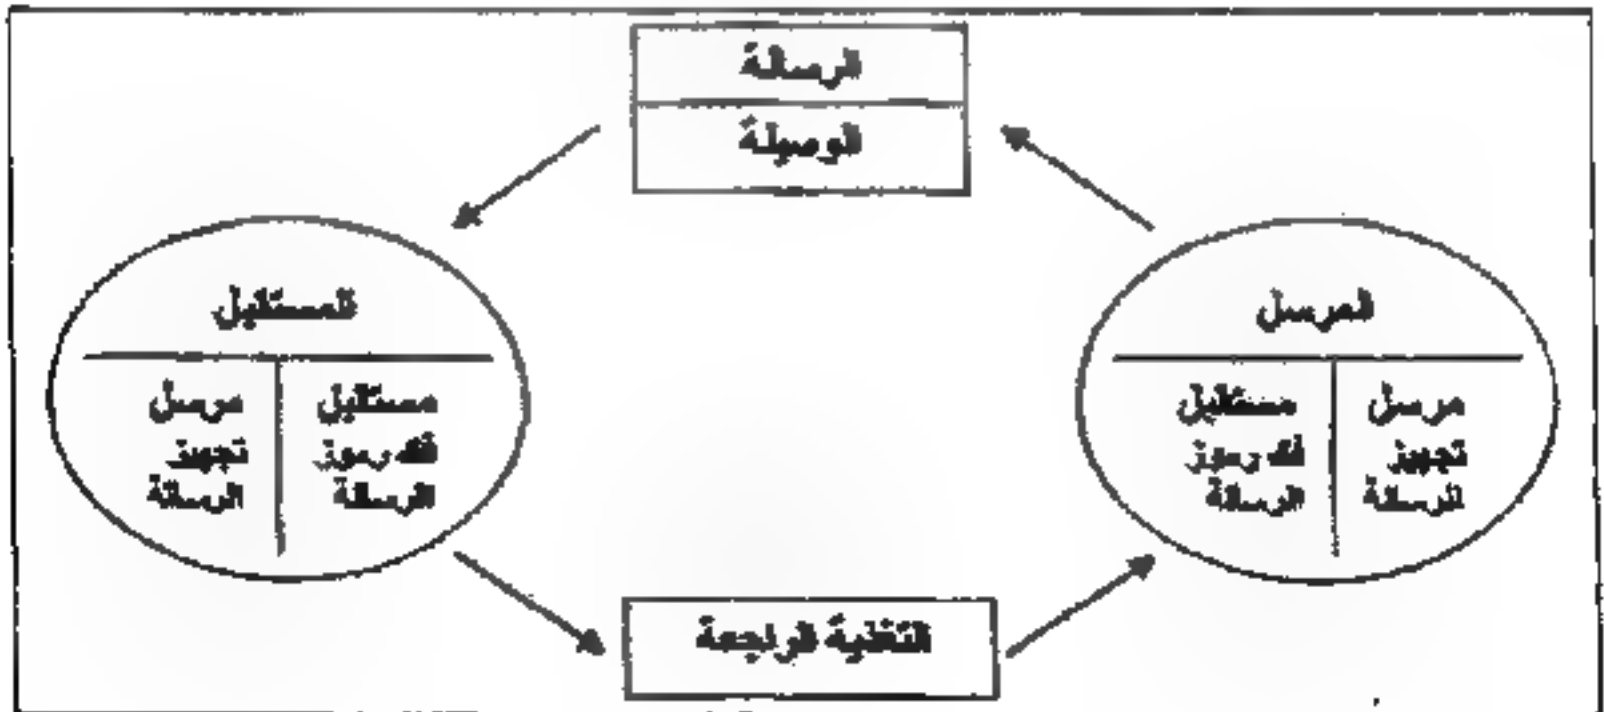 الرسالة
الوصيلة
المرسل
مرسل
تجهيز
الرسالة
مستقبل
فك رموز
الرسالة
المستقبل
مستقبل
فك رموز
الرسالة
مرسل
تجهيز
الرسالة
التغذية الراجعة